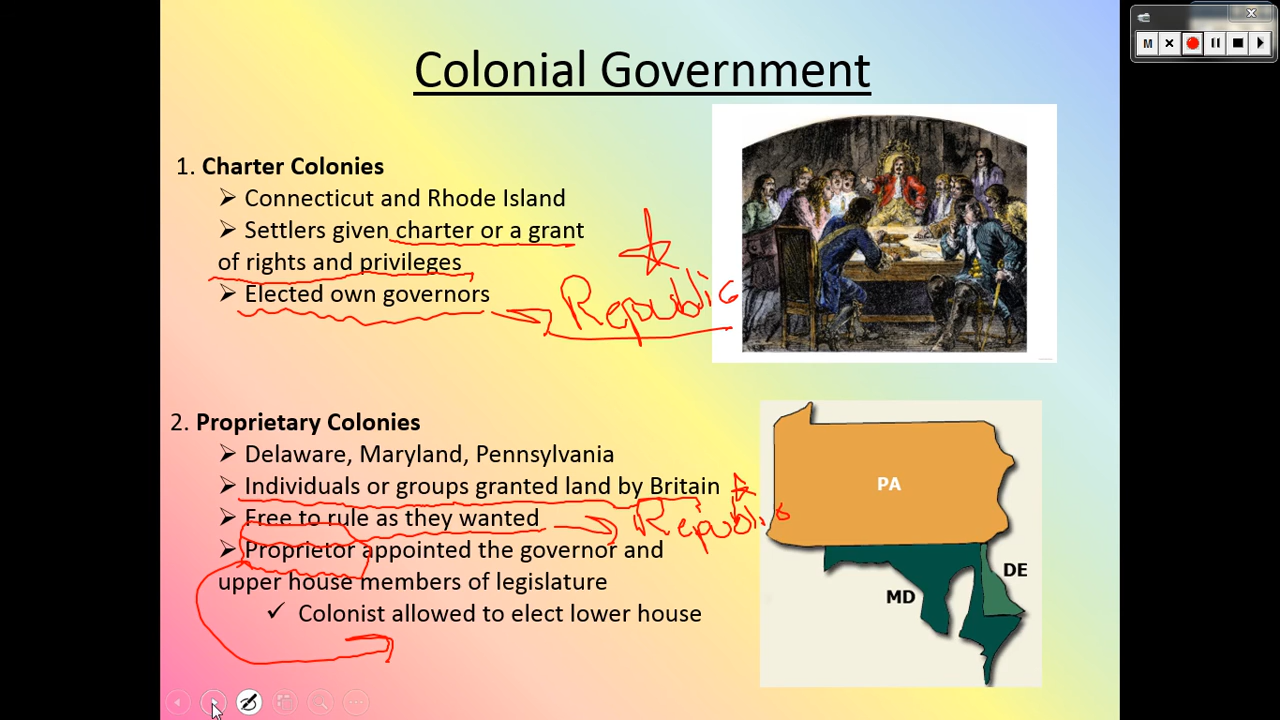 Colonial Government
1. Charter Colonies
➢ Connecticut and Rhode Island
➢ Settlers given charter or a grant
of rights and privileges
➢ Elected own governors
Republic
2. Proprietary Colonies
➢ Delaware, Maryland, Pennsylvania
➢ Individuals or groups granted land by Britain
➢ Free to rule as they wanted
Republic
➢ Proprietor appointed the governor and
upper house members of legislature
✓ Colonist allowed to elect lower house
PA
DE
MD
M